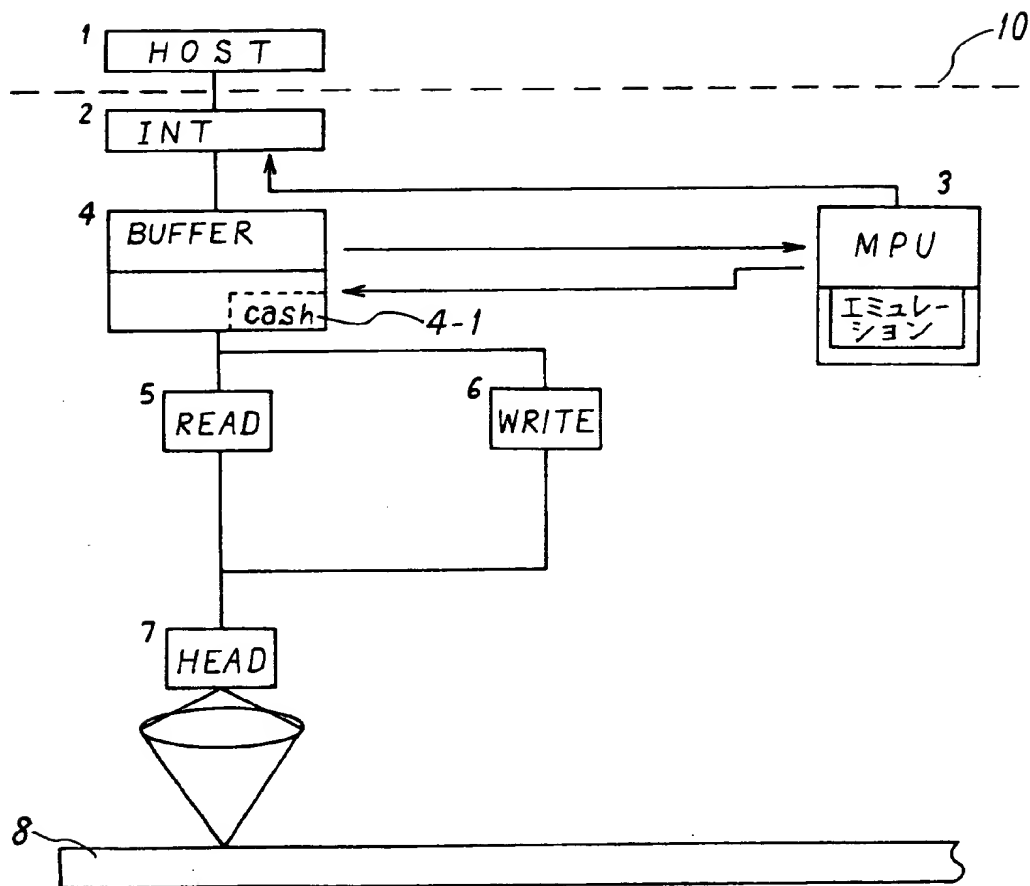 10
1
HOST
2
INT
3
4
BUFFER
MPU
cash
4-1
エミュレー
ション
5
READ
6
WRITE
7
HEAD
8